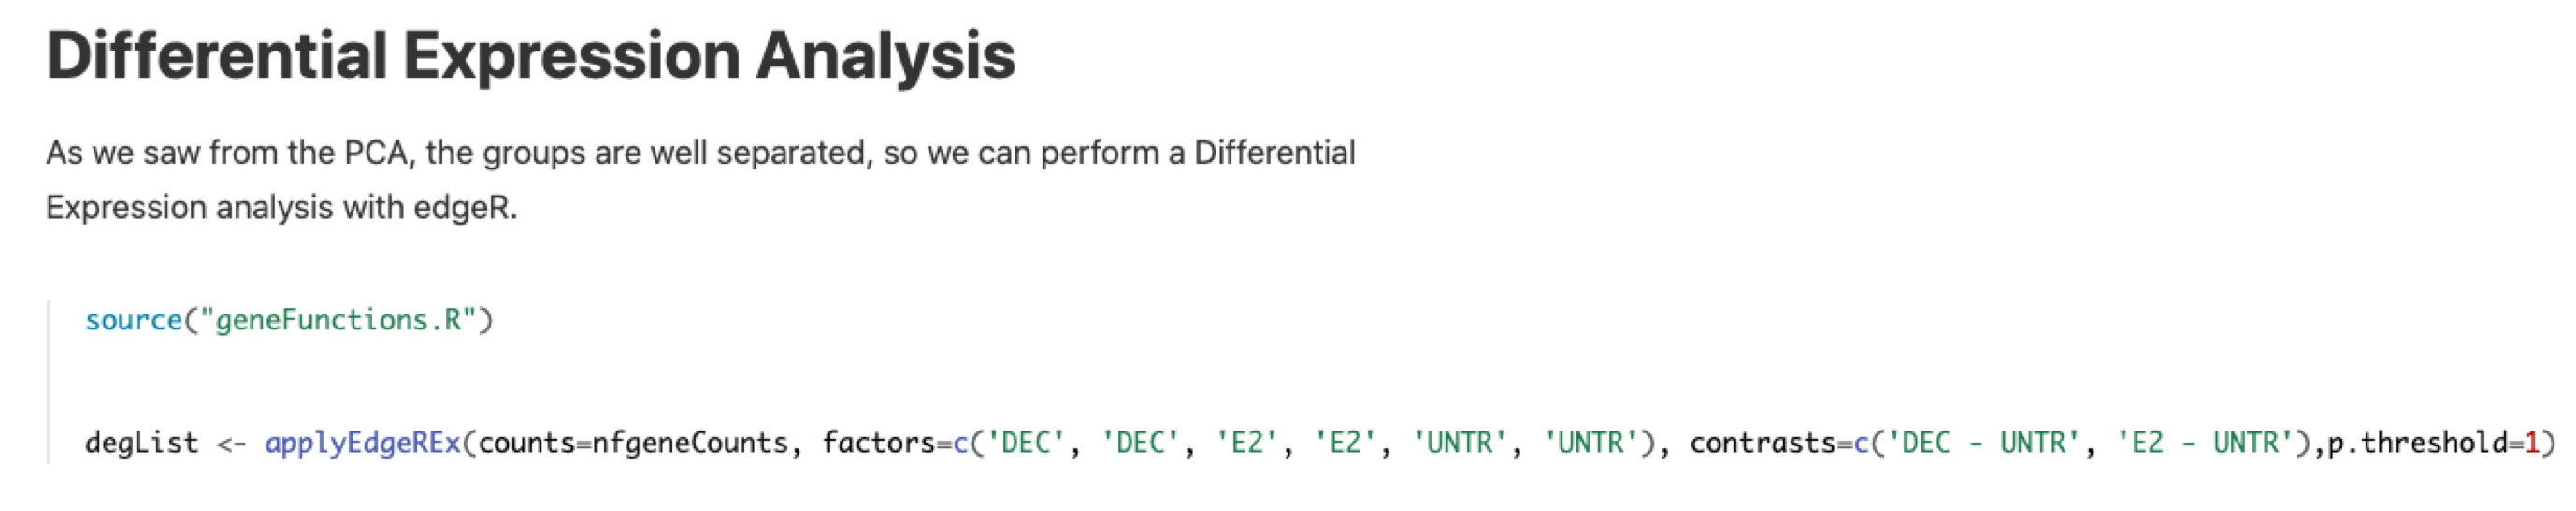 Differential Expression Analysis
As we saw from the PCA, the groups are well separated, so we can perform a Differential
Expression analysis with edgeR.
source("geneFunctions.R")
degList <- applyEdgeREx(counts=nfgeneCounts, factors=c('DEC', 'DEC', 'E2', 'E2', 'UNTR', 'UNTR'), contrasts=c('DEC - UNTR', 'E2 - UNTR'),p.threshold=1)